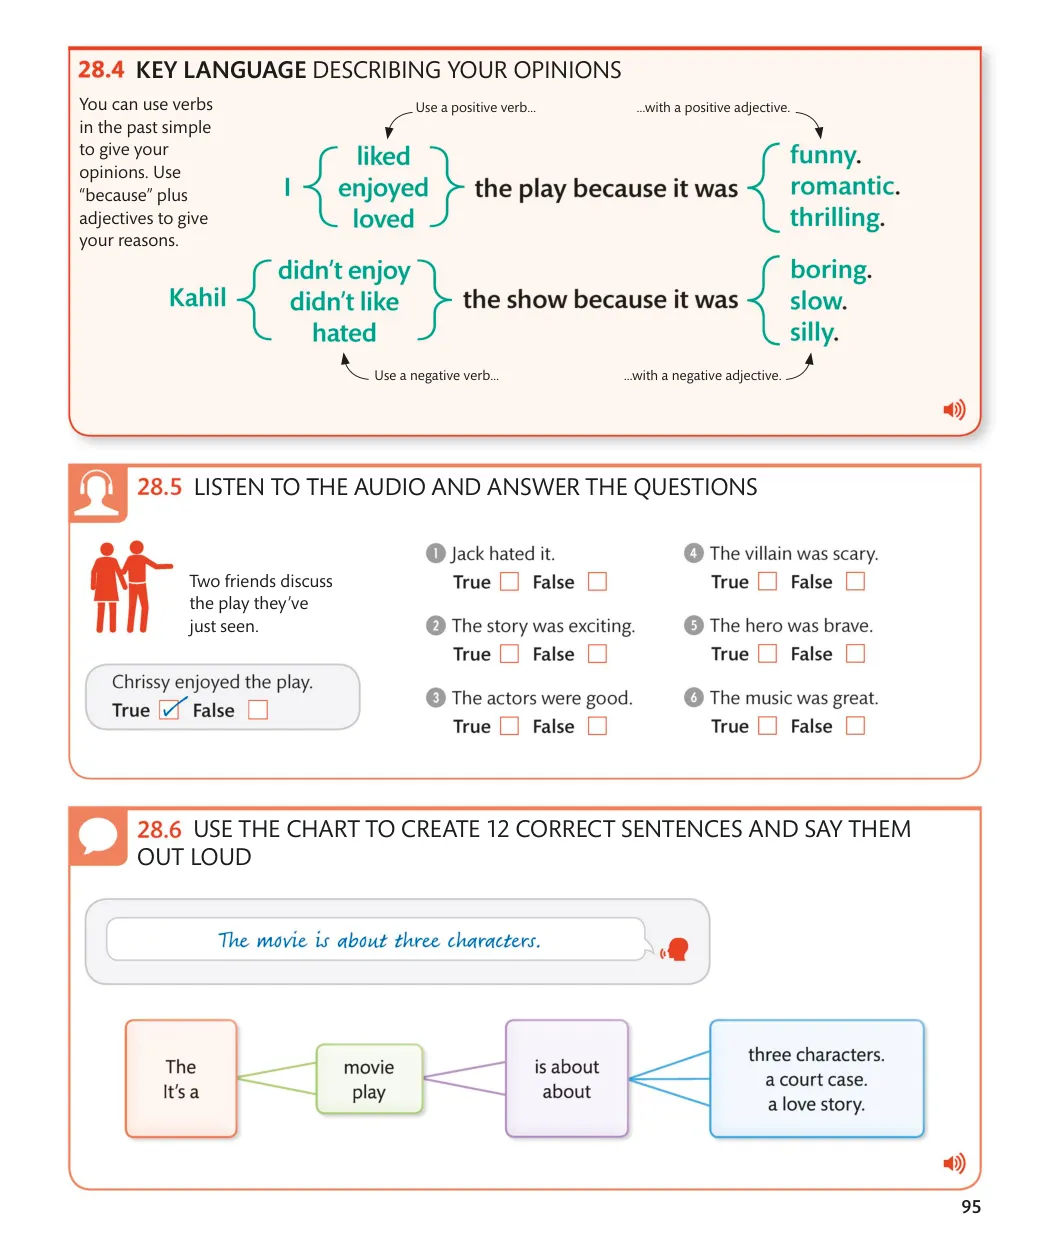 28.4 KEY LANGUAGE DESCRIBING YOUR OPINIONS
You can use verbs
in the past simple
to give your
opinions. Use
“because” plus
adjectives to give
your reasons.
Use a positive verb...
...with a positive adjective.
I
liked
enjoyed
loved
the play because it was
funny.
romantic.
thrilling.
Kahil
didn’t enjoy
didn’t like
hated
the show because it was
boring.
slow.
silly.
Use a negative verb...
...with a negative adjective.
28.5 LISTEN TO THE AUDIO AND ANSWER THE QUESTIONS
Two friends discuss
the play they’ve
just seen.
Chrissy enjoyed the play.
True False
1 Jack hated it.
True False
2 The story was exciting.
True False
3 The actors were good.
True False
4 The villain was scary.
True False
5 The hero was brave.
True False
6 The music was great.
True False
28.6 USE THE CHART TO CREATE 12 CORRECT SENTENCES AND SAY THEM
OUT LOUD
The movie is about three characters.
The
It’s a
movie
play
is about
about
three characters.
a court case.
a love story.
95